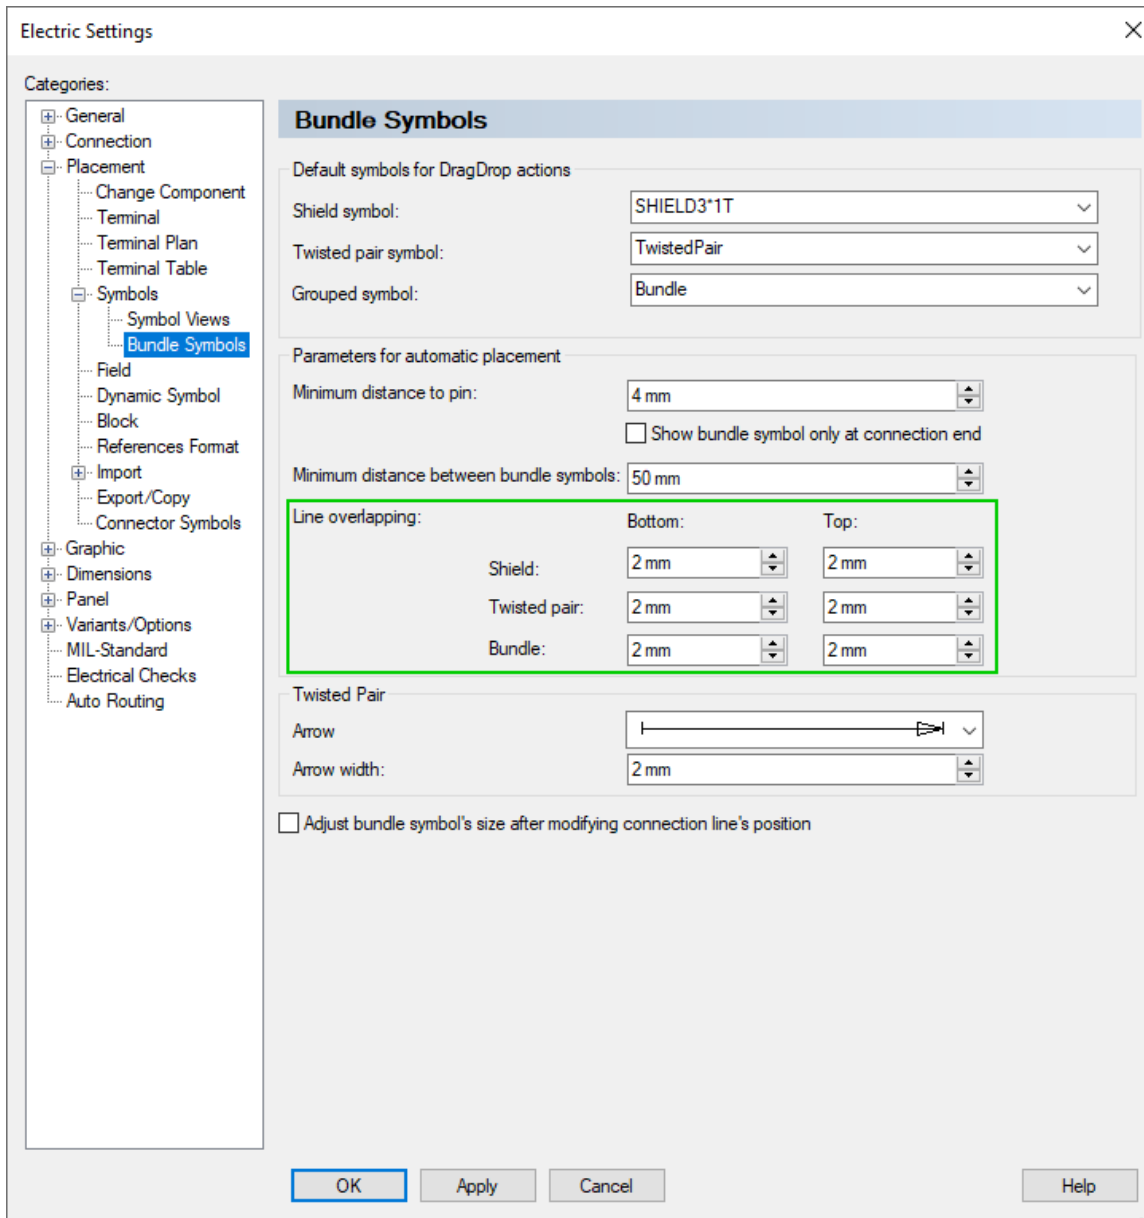 Electric Settings
Categories:
General
Connection
Placement
Change Component
Terminal
Terminal Plan
Terminal Table
Symbols
Symbol Views
Bundle Symbols
Field
Dynamic Symbol
Block
References Format
Import
Export/Copy
Connector Symbols
Graphic
Dimensions
Panel
Variants/Options
MIL-Standard
Electrical Checks
Auto Routing
Bundle Symbols
Default symbols for DragDrop actions
Shield symbol: SHIELD3*1T
Twisted pair symbol: TwistedPair
Grouped symbol: Bundle
Parameters for automatic placement
Minimum distance to pin: 4 mm
Show bundle symbol only at connection end
Minimum distance between bundle symbols: 50 mm
Line overlapping: Bottom: Top:
Shield: 2 mm 2 mm
Twisted pair: 2 mm 2 mm
Bundle: 2 mm 2 mm
Twisted Pair
Arrow
Arrow width: 2 mm
Adjust bundle symbol's size after modifying connection line's position
OK Apply Cancel Help